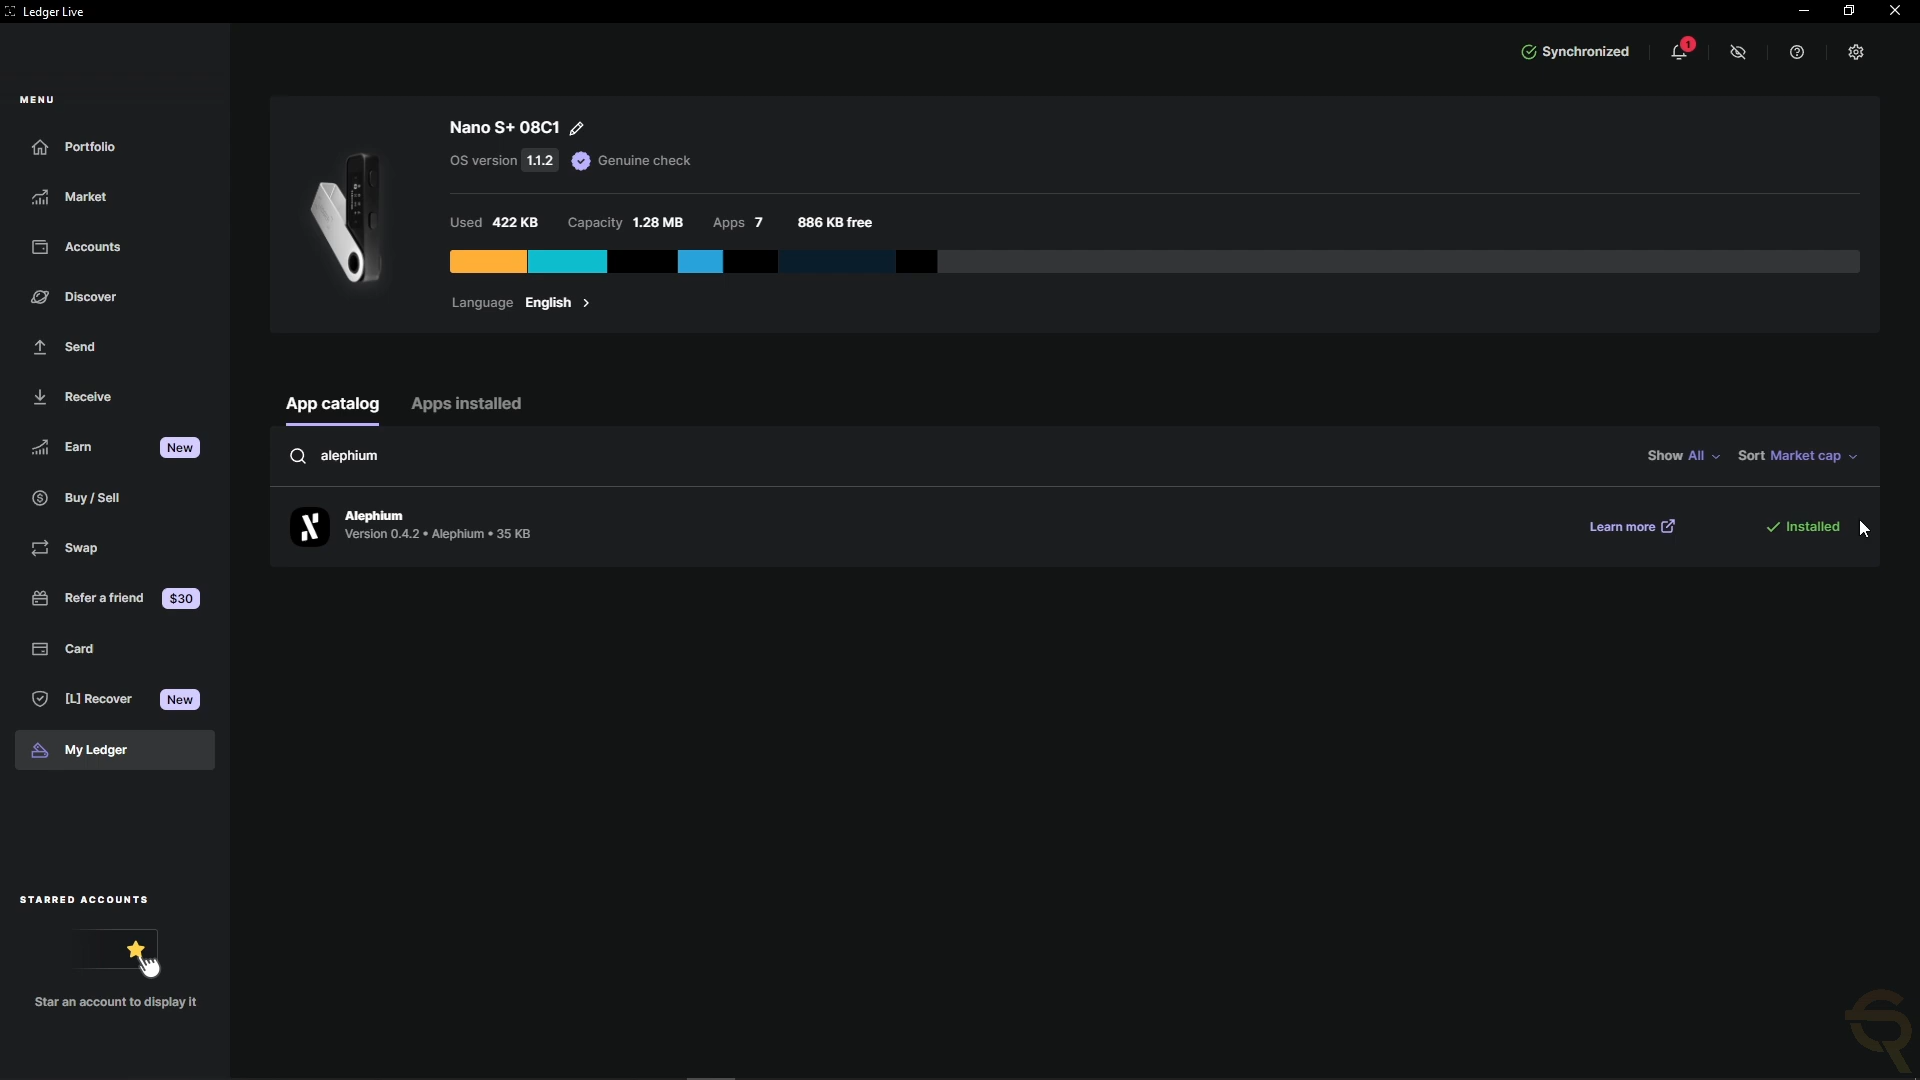 Ledger Live
Synchronized
1
MENU
Portfolio
Market
Accounts
Discover
Send
Receive
Earn New
Buy / Sell
Swap
Refer a friend $30
Card
[L] Recover New
My Ledger
STARRED ACCOUNTS
Star an account to display it
Nano S+ 08C1
OS version 1.1.2 Genuine check
Used 422 KB Capacity 1.28 MB Apps 7 886 KB free
Language English
App catalog Apps installed
alephium Show All Sort Market cap
Alephium
Version 0.4.2 • Alephium • 35 KB
Learn more Installed